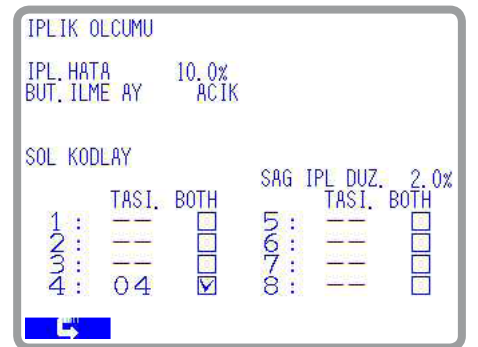 IPLIK OLCUMU
IPL. HATA 10.0%
BUT. ILME AY ACIK
SOL KODLAY
SAG IPL DUZ. 2.0%
TASI. BOTH TASI. BOTH
1 : -- 5 : --
2 : -- 6 : --
3 : -- 7 : --
4 : 04 8 : --